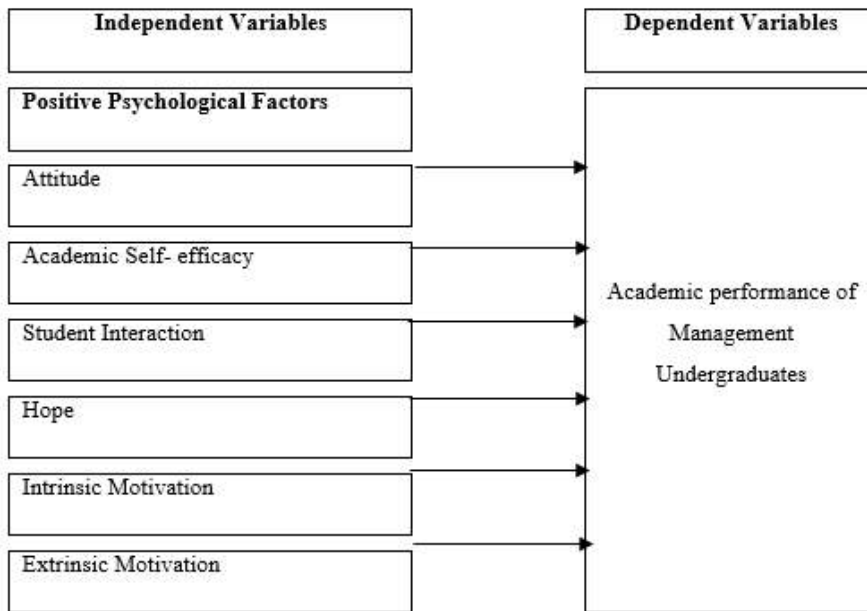 Independent Variables
Dependent Variables
Positive Psychological Factors
Attitude
Academic Self- efficacy
Student Interaction
Hope
Intrinsic Motivation
Extrinsic Motivation
Academic performance of
Management
Undergraduates